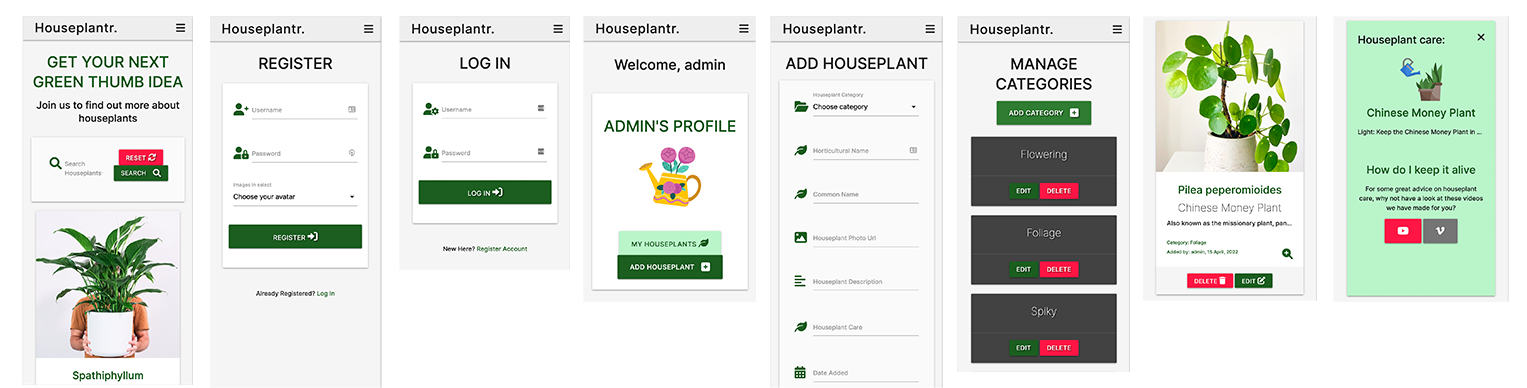 Houseplantr.
GET YOUR NEXT
GREEN THUMB IDEA
Join us to find out more about
houseplants
Search
Houseplants
RESET
SEARCH
Spathiphyllum
Houseplantr.
REGISTER
Username
Password
Images in select
Choose your avatar
REGISTER
Already Registered? Log In
Houseplantr.
LOG IN
Username
Password
LOG IN
New Here? Register Account
Houseplantr.
Welcome, admin
ADMIN'S PROFILE
MY HOUSEPLANTS
ADD HOUSEPLANT
Houseplantr.
ADD HOUSEPLANT
Houseplant Category
Choose category
Horticultural Name
Common Name
Houseplant Photo Url
Houseplant Description
Houseplant Care
Date Added
Houseplantr.
MANAGE
CATEGORIES
ADD CATEGORY
Flowering
EDIT DELETE
Foliage
EDIT DELETE
Spiky
EDIT DELETE
Pilea peperomioides
Chinese Money Plant
Also known as the missionary plant, pan...
Category: Foliage
Added by: admin, 15 April, 2022
DELETE EDIT
Houseplant care:
Chinese Money Plant
Light: Keep the Chinese Money Plant in ...
How do I keep it alive
For some great advice on houseplant
care, why not have a look at these videos
we have made for you?